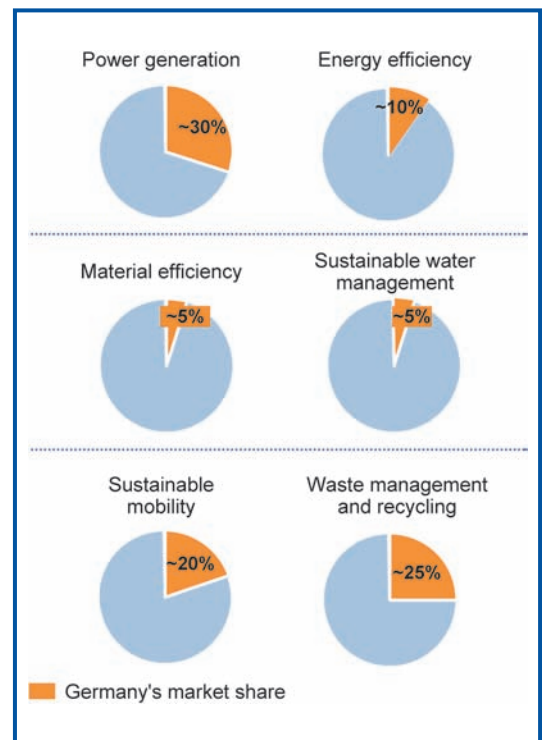 Power generation
Energy efficiency
~30%
~10%
Material efficiency
Sustainable water
management
~5%
~5%
Sustainable
mobility
Waste management
and recycling
~20%
~25%
Germany's market share